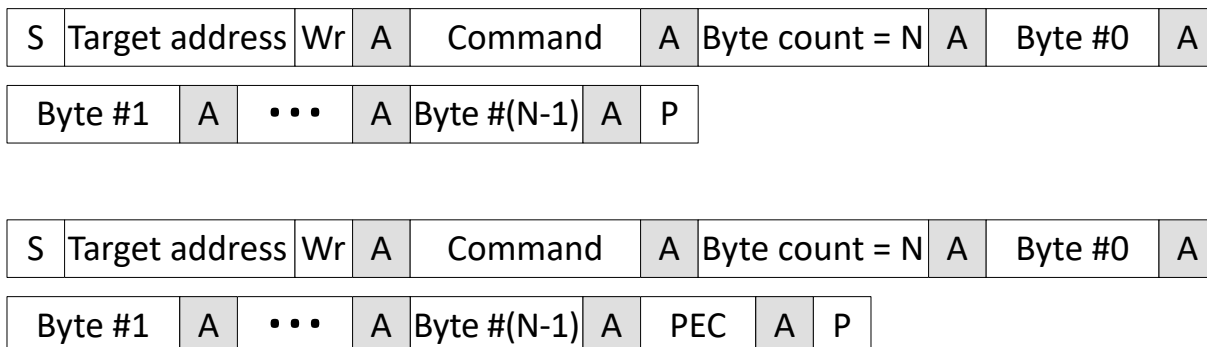 S Target address Wr A Command A Byte count = N A Byte #0 A
Byte #1 A • • • A Byte #(N-1) A P
S Target address Wr A Command A Byte count = N A Byte #0 A
Byte #1 A • • • A Byte #(N-1) A PEC A P